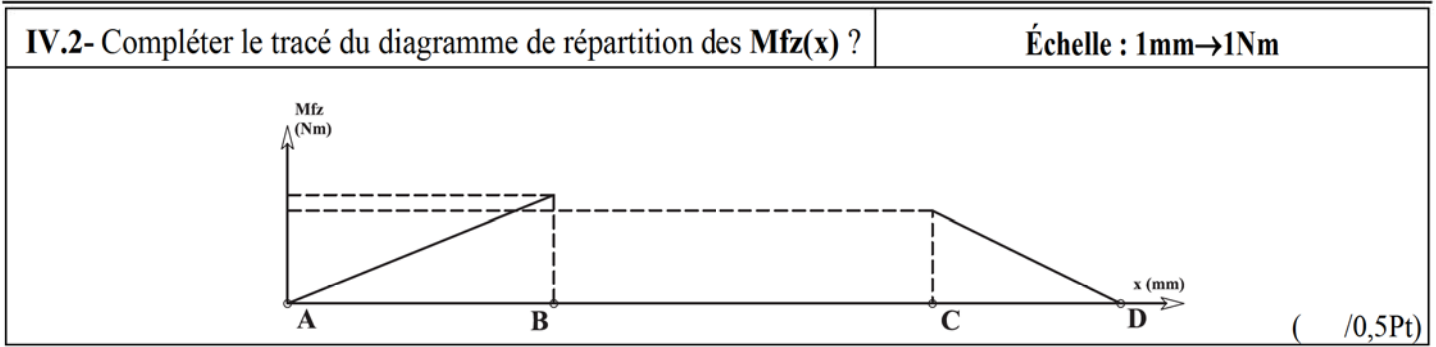 IV.2- Compléter le tracé du diagramme de répartition des Mfz(x) ?
Échelle : 1mm→1Nm
Mfz
(Nm)
x (mm)
A
B
C
D
( /0,5Pt)